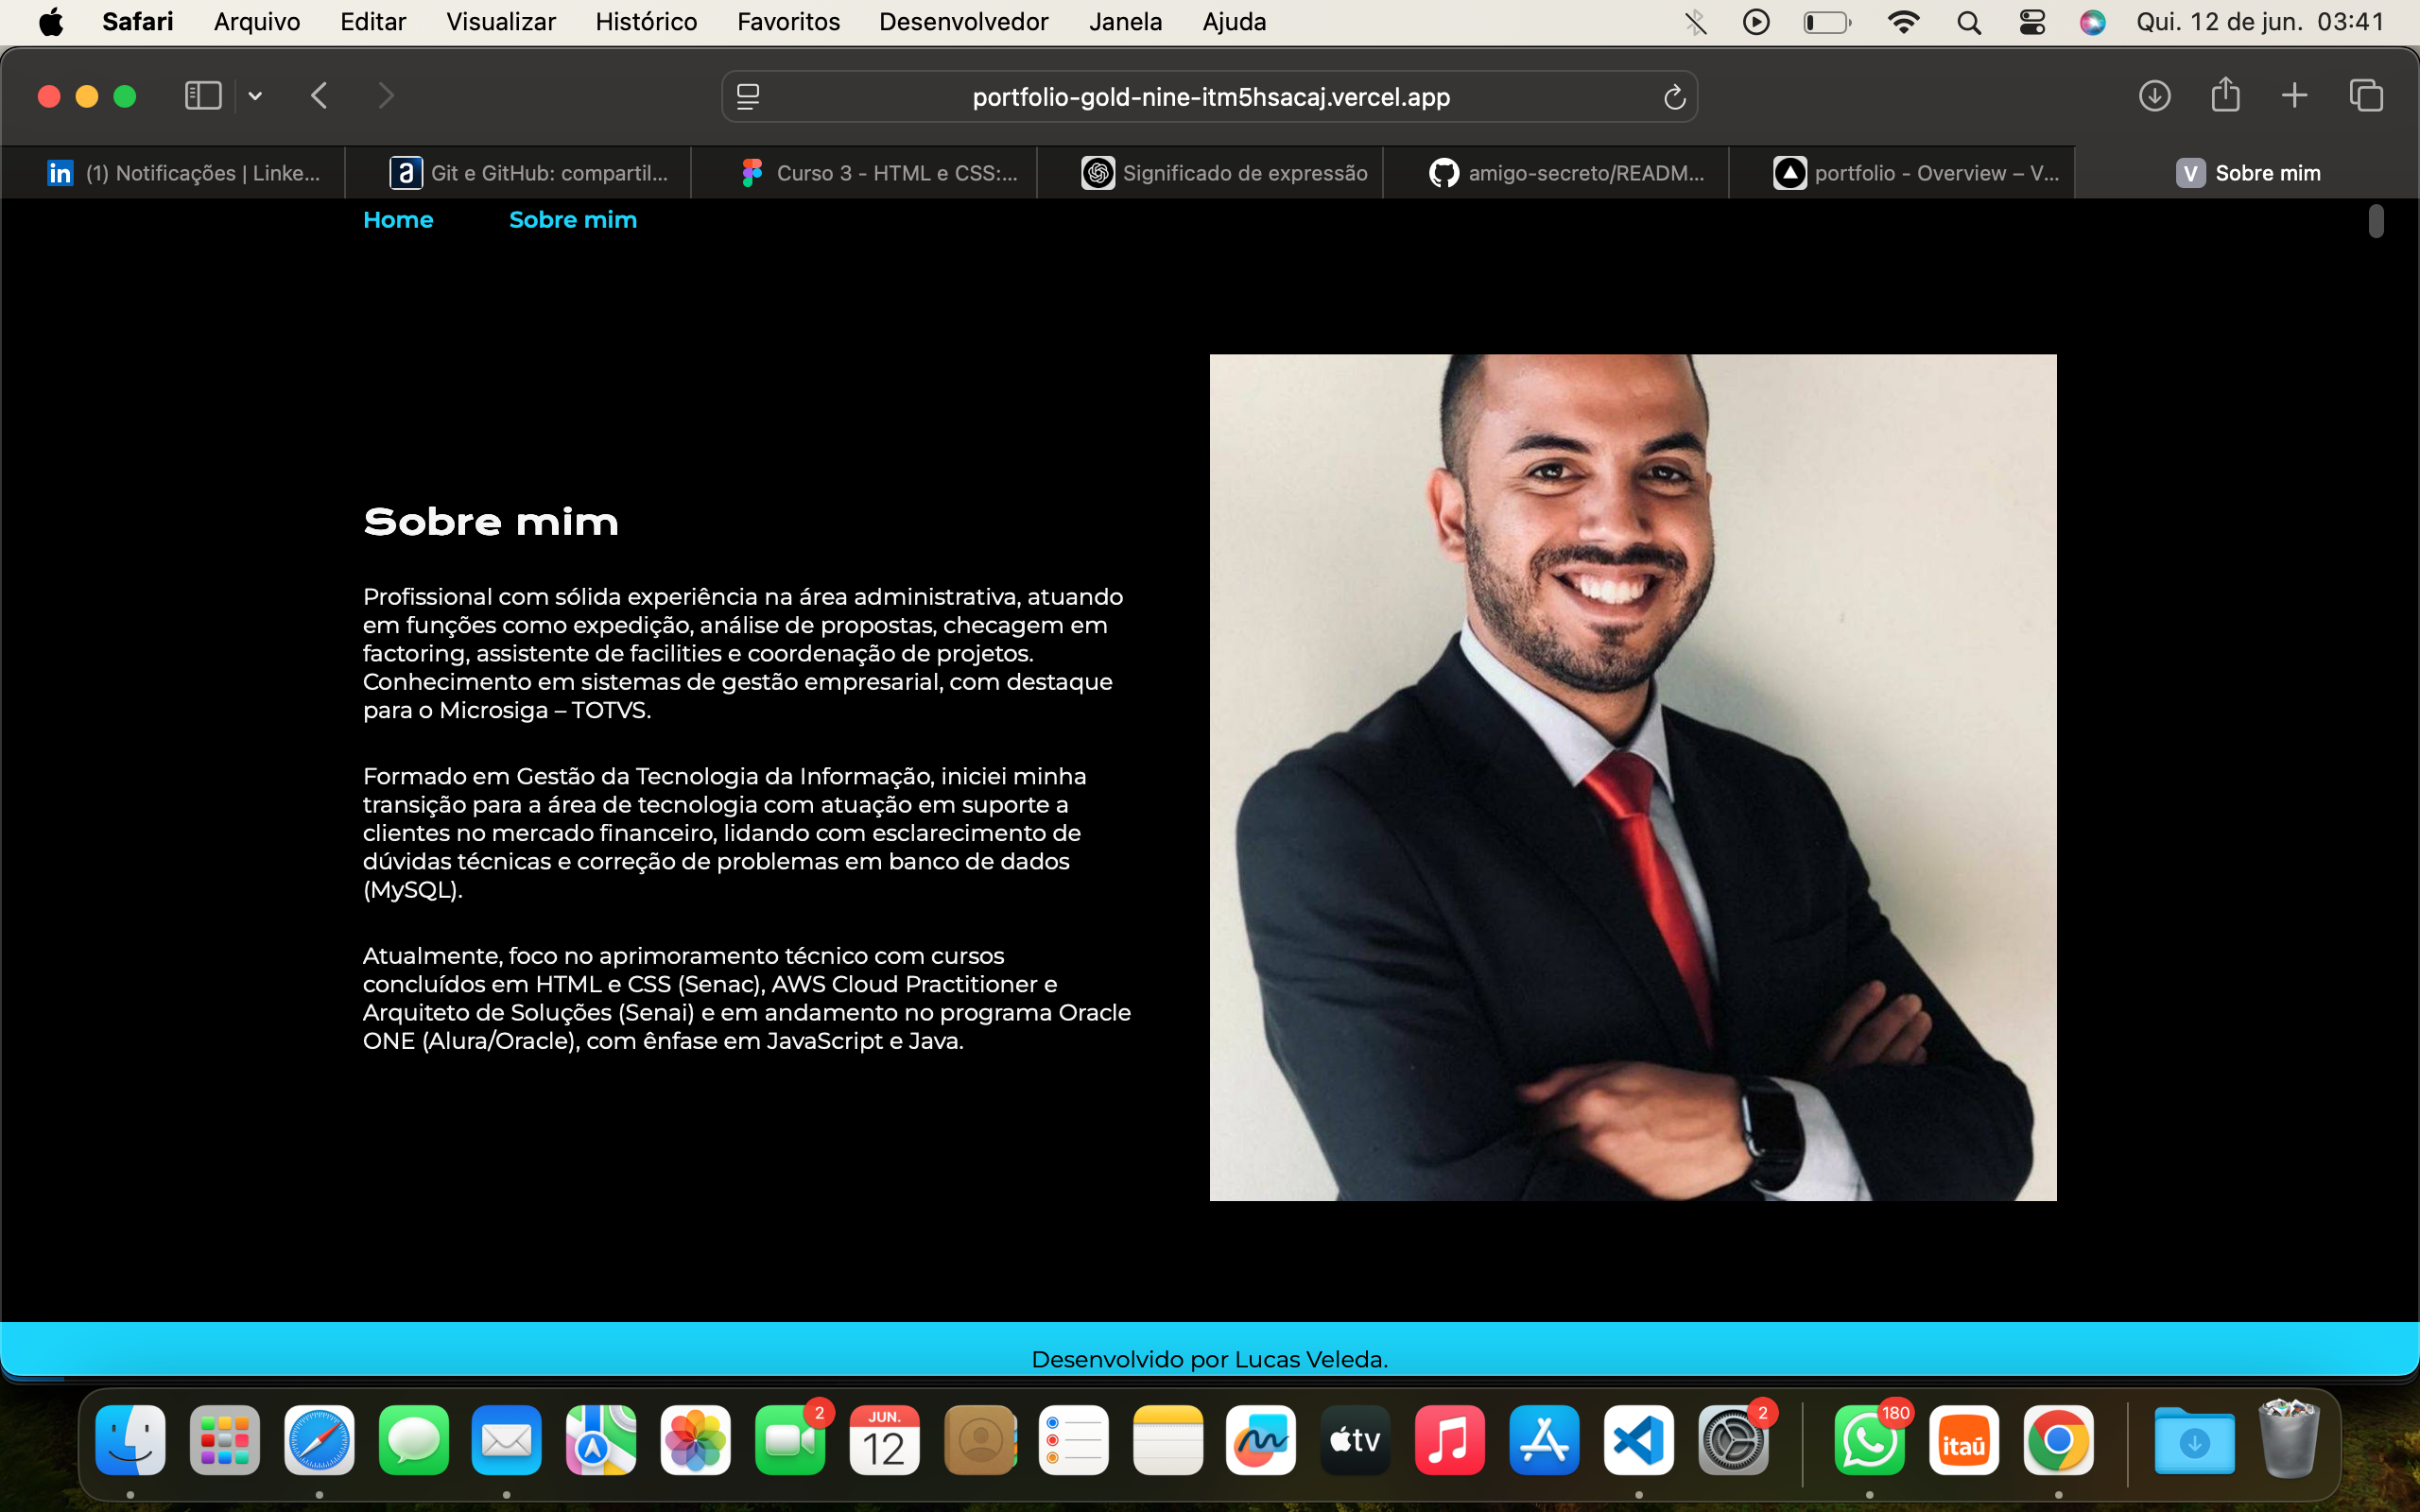 Safari Arquivo Editar Visualizar Histórico Favoritos Desenvolvedor Janela Ajuda Qui. 12 de jun. 03:41
portfolio-gold-nine-itm5hsacaj.vercel.app
in (1) Notificações | Linke... a Git e GitHub: compartil... Curso 3 - HTML e CSS:... Significado de expressão amigo-secreto/READM... portfolio - Overview – V... V Sobre mim
Home Sobre mim
Sobre mim
Profissional com sólida experiência na área administrativa, atuando
em funções como expedição, análise de propostas, checagem em
factoring, assistente de facilities e coordenação de projetos.
Conhecimento em sistemas de gestão empresarial, com destaque
para o Microsiga – TOTVS.
Formado em Gestão da Tecnologia da Informação, iniciei minha
transição para a área de tecnologia com atuação em suporte a
clientes no mercado financeiro, lidando com esclarecimento de
dúvidas técnicas e correção de problemas em banco de dados
(MySQL).
Atualmente, foco no aprimoramento técnico com cursos
concluídos em HTML e CSS (Senac), AWS Cloud Practitioner e
Arquiteto de Soluções (Senai) e em andamento no programa Oracle
ONE (Alura/Oracle), com ênfase em JavaScript e Java.
Desenvolvido por Lucas Veleda.
2 JUN. 12 tv 2 180 itaú